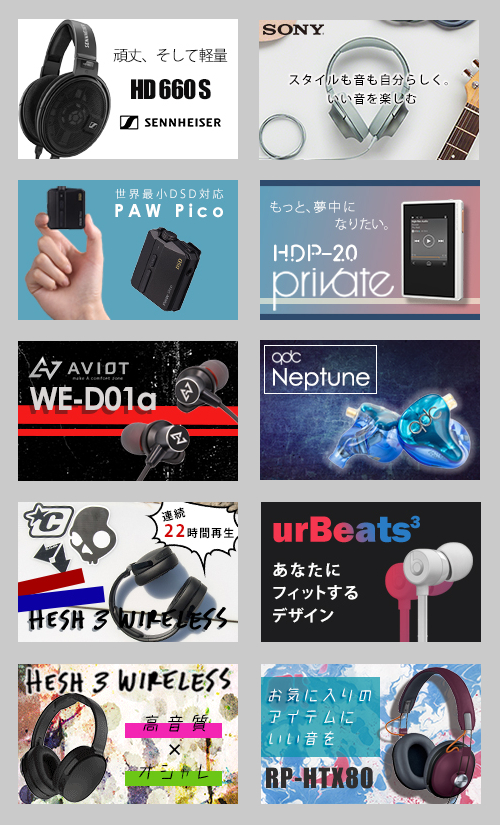 SENNHEISER
頑丈、そして軽量
HD 660 S
SENNHEISER
SONY
スタイルも音も自分らしく。
いい音を楽しむ
世界最小DSD対応
PAW Pico
DSD
もっと、夢中に
なりたい。
HDP-20
private
AVIOT
make a comfort zone
WE-D01a
qdc
Neptune
qdc
連続
22時間再生
HESH 3 WIRELESS
urBeats³
あなたに
フィットする
デザイン
HESH 3 WIRELESS
高音質
×
オシャレ
お気に入りの
アイテムに
いい音を
RP-HTX80